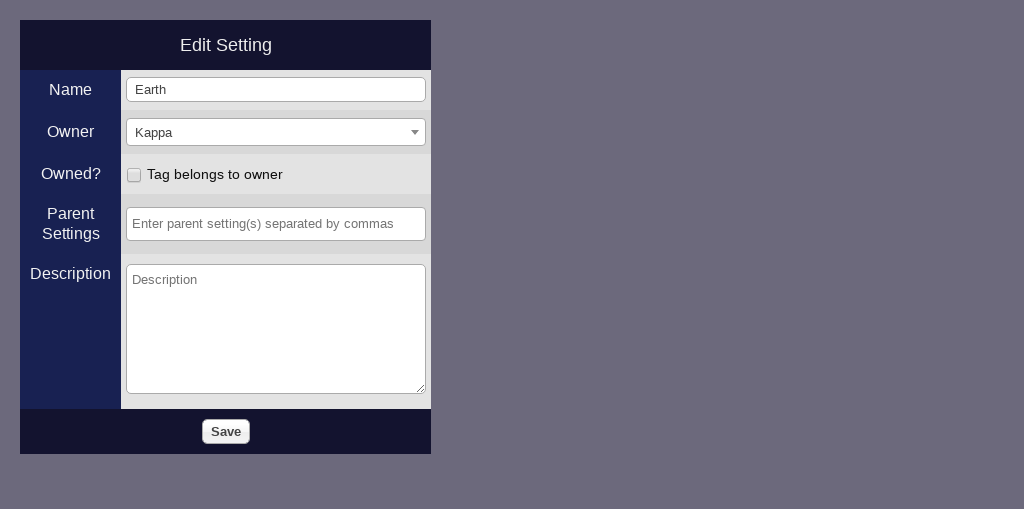 Edit Setting
Name
Earth
Owner
Kappa
Owned?
Tag belongs to owner
Parent
Settings
Enter parent setting(s) separated by commas
Description
Description
Save